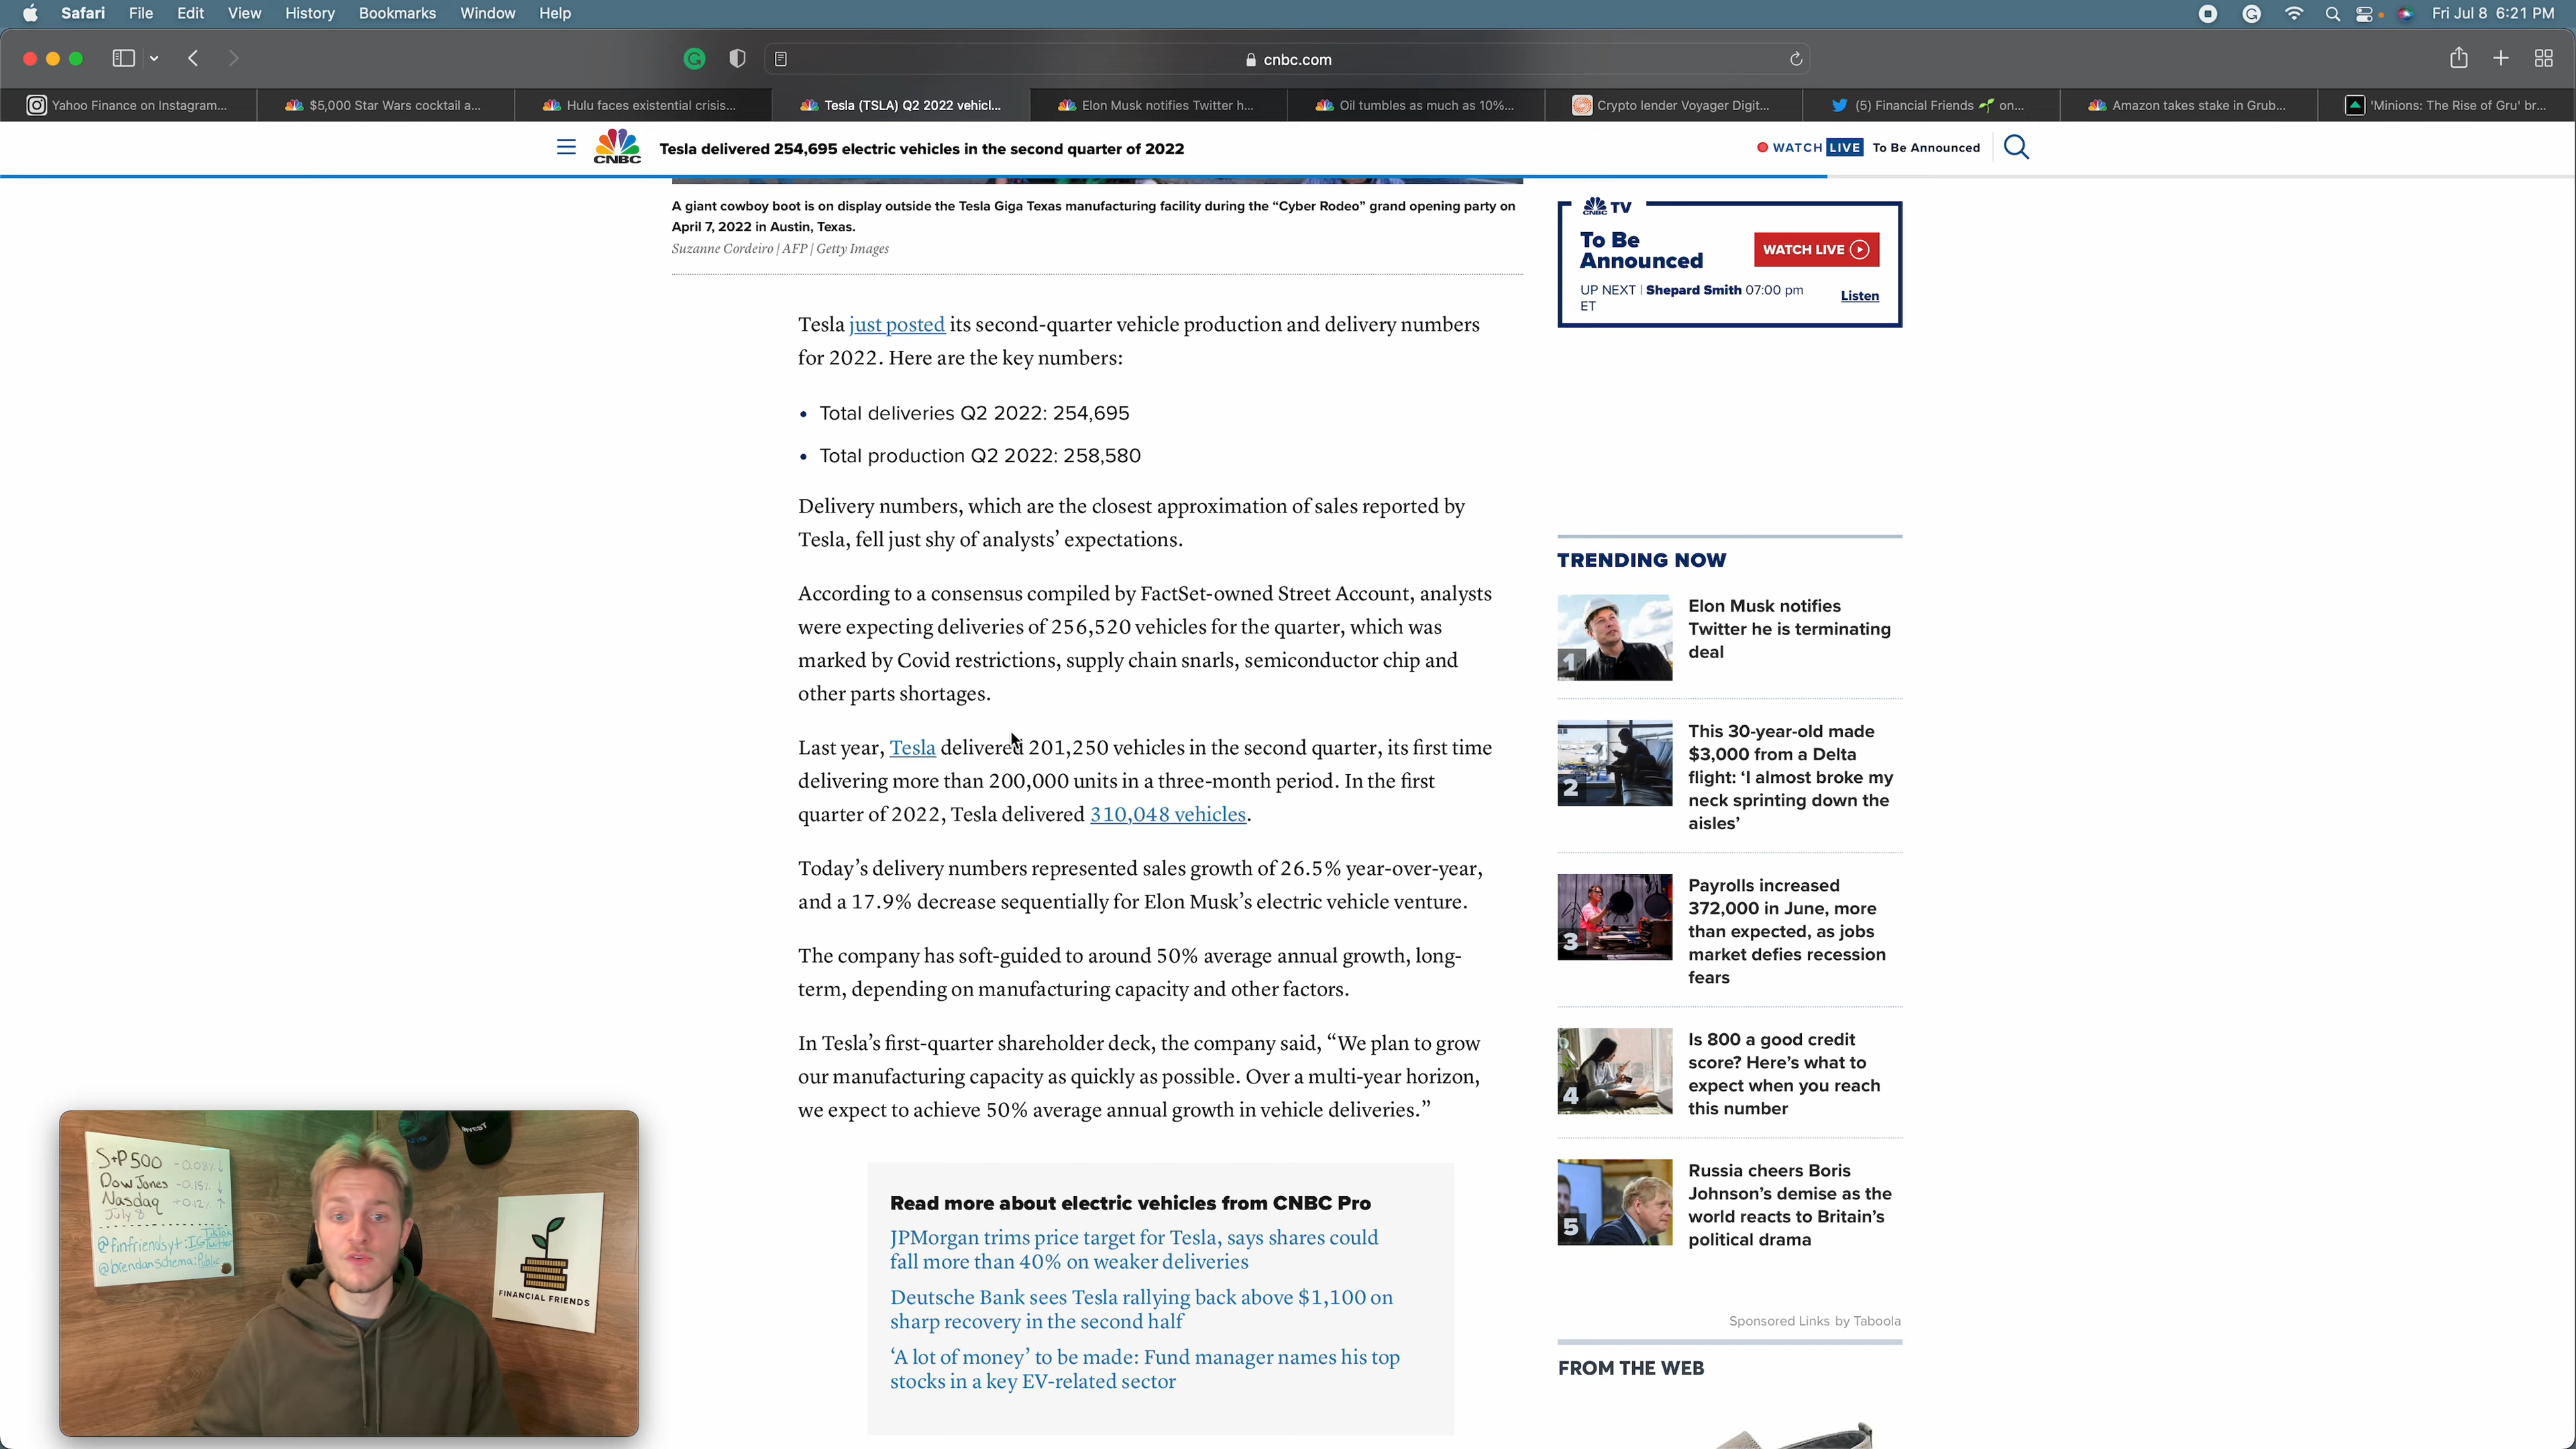 Safari File Edit View History Bookmarks Window Help
Fri Jul 8 6:21 PM
cnbc.com
Yahoo Finance on Instagram...
$5,000 Star Wars cocktail a...
Hulu faces existential crisis...
Tesla (TSLA) Q2 2022 vehicl...
Elon Musk notifies Twitter h...
Oil tumbles as much as 10%...
Crypto lender Voyager Digit...
(5) Financial Friends 🌱 on...
Amazon takes stake in Grub...
'Minions: The Rise of Gru' br...
CNBC
Tesla delivered 254,695 electric vehicles in the second quarter of 2022
WATCH LIVE To Be Announced
A giant cowboy boot is on display outside the Tesla Giga Texas manufacturing facility during the “Cyber Rodeo” grand opening party on
April 7, 2022 in Austin, Texas.
Suzanne Cordeiro | AFP | Getty Images
Tesla just posted its second-quarter vehicle production and delivery numbers
for 2022. Here are the key numbers:
• Total deliveries Q2 2022: 254,695
• Total production Q2 2022: 258,580
Delivery numbers, which are the closest approximation of sales reported by
Tesla, fell just shy of analysts’ expectations.
According to a consensus compiled by FactSet-owned Street Account, analysts
were expecting deliveries of 256,520 vehicles for the quarter, which was
marked by Covid restrictions, supply chain snarls, semiconductor chip and
other parts shortages.
Last year, Tesla delivered 201,250 vehicles in the second quarter, its first time
delivering more than 200,000 units in a three-month period. In the first
quarter of 2022, Tesla delivered 310,048 vehicles.
Today’s delivery numbers represented sales growth of 26.5% year-over-year,
and a 17.9% decrease sequentially for Elon Musk’s electric vehicle venture.
The company has soft-guided to around 50% average annual growth, long-
term, depending on manufacturing capacity and other factors.
In Tesla’s first-quarter shareholder deck, the company said, “We plan to grow
our manufacturing capacity as quickly as possible. Over a multi-year horizon,
we expect to achieve 50% average annual growth in vehicle deliveries.”
Read more about electric vehicles from CNBC Pro
JPMorgan trims price target for Tesla, says shares could
fall more than 40% on weaker deliveries
Deutsche Bank sees Tesla rallying back above $1,100 on
sharp recovery in the second half
‘A lot of money’ to be made: Fund manager names his top
stocks in a key EV-related sector
CNBC TV
To Be
Announced
WATCH LIVE
UP NEXT | Shepard Smith 07:00 pm
ET
Listen
TRENDING NOW
1
Elon Musk notifies
Twitter he is terminating
deal
2
This 30-year-old made
$3,000 from a Delta
flight: ‘I almost broke my
neck sprinting down the
aisles’
3
Payrolls increased
372,000 in June, more
than expected, as jobs
market defies recession
fears
4
Is 800 a good credit
score? Here’s what to
expect when you reach
this number
5
Russia cheers Boris
Johnson’s demise as the
world reacts to Britain’s
political drama
Sponsored Links by Taboola
FROM THE WEB
S+P 500 -0.08% ↓
Dow Jones -0.15% ↓
Nasdaq +0.12% ↑
July 8
TikTok
@finfriendsyt: IG Twitter
@brendanschema: Public
FINANCIAL FRIENDS